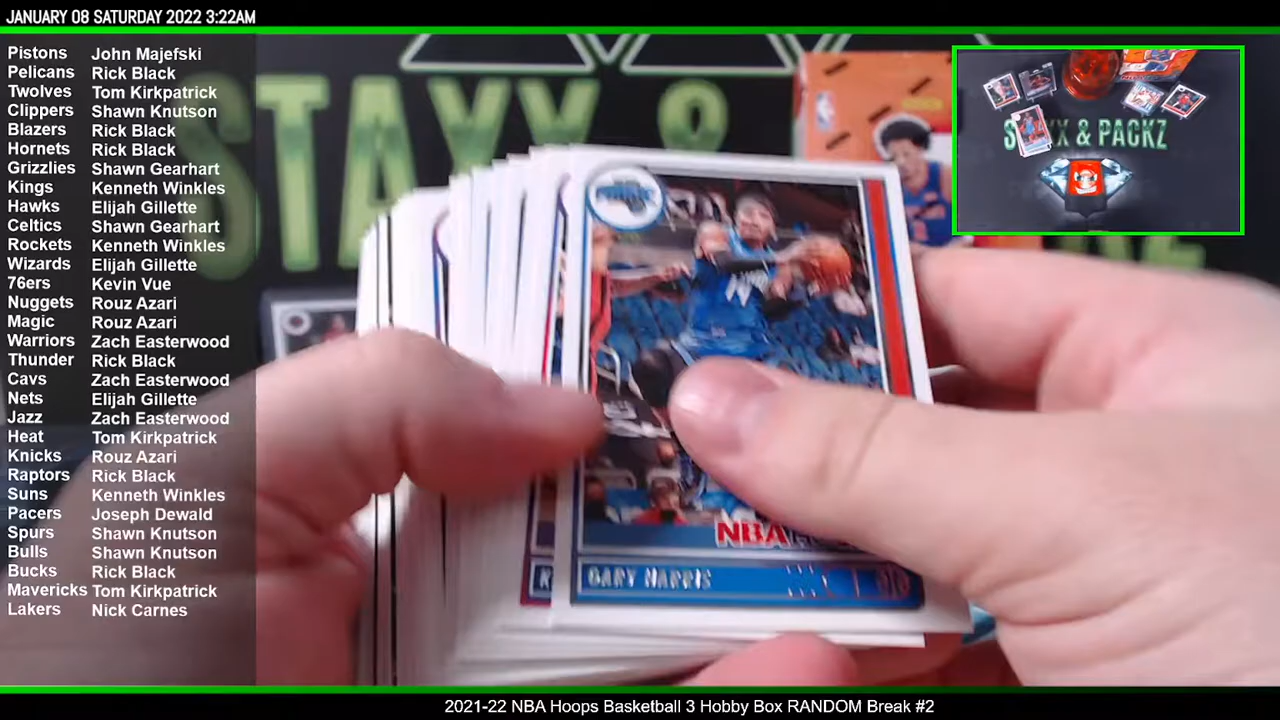 JANUARY 08 SATURDAY 2022 3:22AM
Pistons John Majefski
Pelicans Rick Black
Twolves Tom Kirkpatrick
Clippers Shawn Knutson
Blazers Rick Black
Hornets Rick Black
Grizzlies Shawn Gearhart
Kings Kenneth Winkles
Hawks Elijah Gillette
Celtics Shawn Gearhart
Rockets Kenneth Winkles
Wizards Elijah Gillette
76ers Kevin Vue
Nuggets Rouz Azari
Magic Rouz Azari
Warriors Zach Easterwood
Thunder Rick Black
Cavs Zach Easterwood
Nets Elijah Gillette
Jazz Zach Easterwood
Heat Tom Kirkpatrick
Knicks Rouz Azari
Raptors Rick Black
Suns Kenneth Winkles
Pacers Joseph Dewald
Spurs Shawn Knutson
Bulls Shawn Knutson
Bucks Rick Black
Mavericks Tom Kirkpatrick
Lakers Nick Carnes
STAXX &
& PACKZ
NBA
GARY HARRIS
2021-22 NBA Hoops Basketball 3 Hobby Box RANDOM Break #2